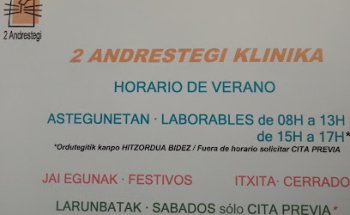 2 Andrestegi
2 ANDRESTEGI KLINIKA
HORARIO DE VERANO
ASTEGUNETAN · LABORABLES de 08H a 13H
de 15H a 17H*
*Ordutegitik kanpo HITZORDUA BIDEZ / Fuera de horario solicitar CITA PREVIA
JAI EGUNAK · FESTIVOS ITXITA · CERRADO
LARUNBATAK · SABADOS sólo CITA PREVIA*